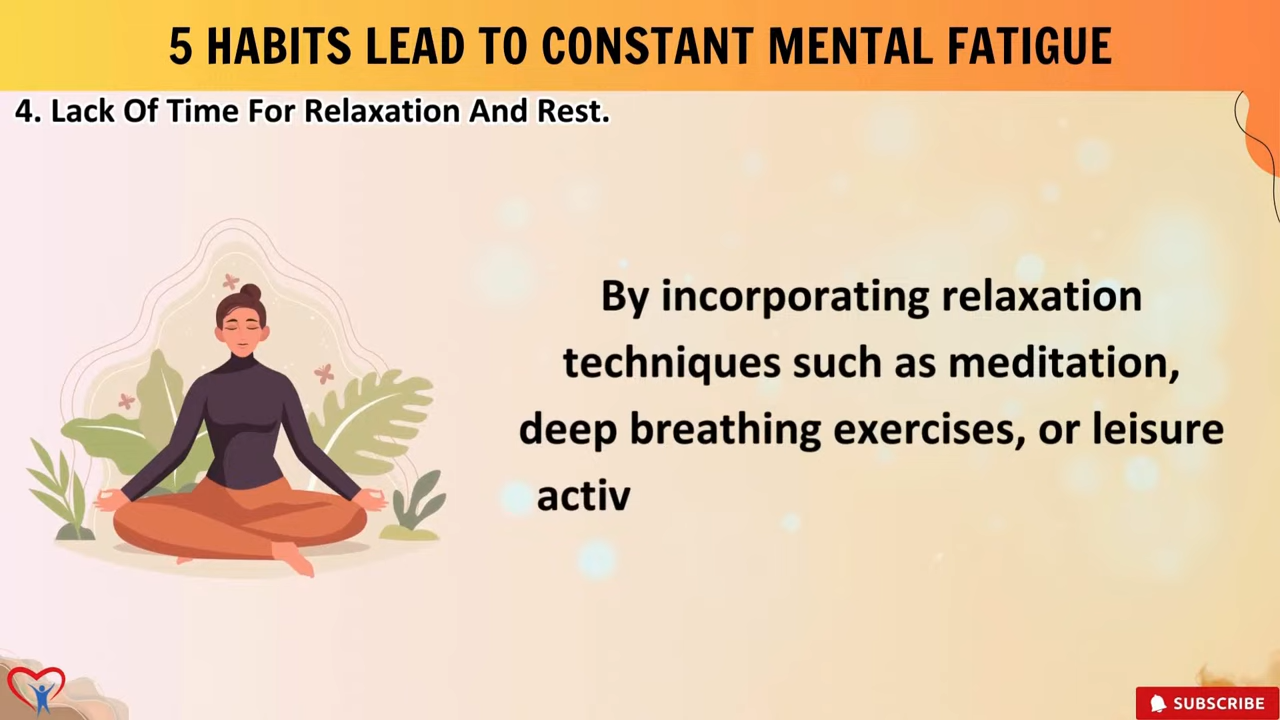 5 HABITS LEAD TO CONSTANT MENTAL FATIGUE
4. Lack Of Time For Relaxation And Rest.
By incorporating relaxation
techniques such as meditation,
deep breathing exercises, or leisure
activ
SUBSCRIBE